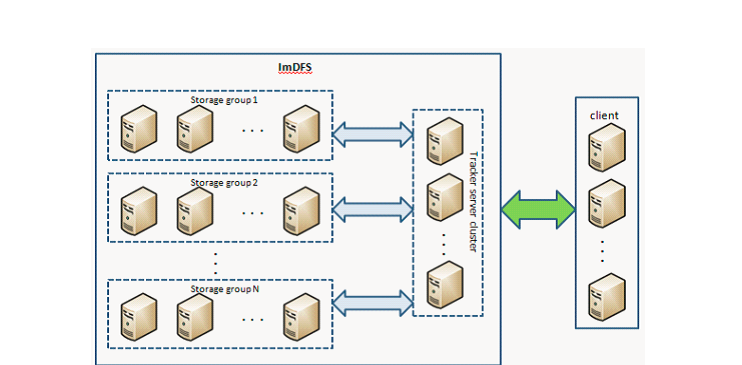 ImDFS
Storage group 1
Storage group 2
Storage group N
Tracker server cluster
client